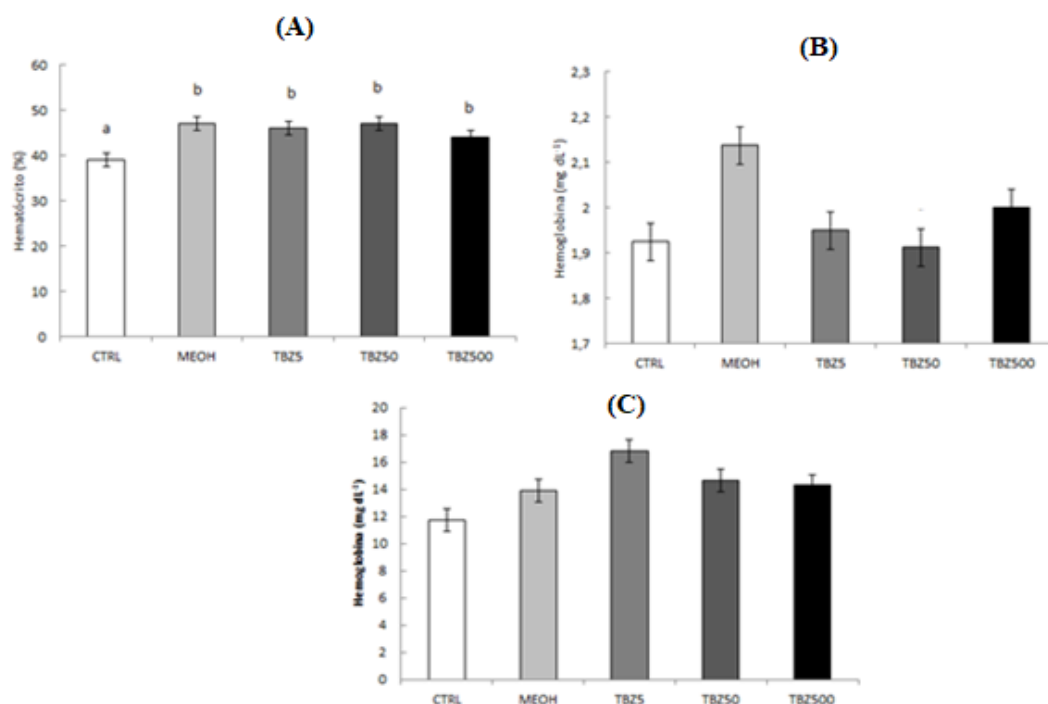 (A)
60
50
40
30
20
10
0
Hematócrito (%)
a
b
b
b
b
CTRL MEOH TBZ5 TBZ50 TBZ500
(B)
2,3
2,2
2,1
2
1,9
1,8
1,7
Hemoglobina (mg dL⁻¹)
CTRL MEOH TBZ5 TBZ50 TBZ500
(C)
20
18
16
14
12
10
8
6
4
2
0
Hemoglobina (mg dL⁻¹)
CTRL MEOH TBZ5 TBZ50 TBZ500